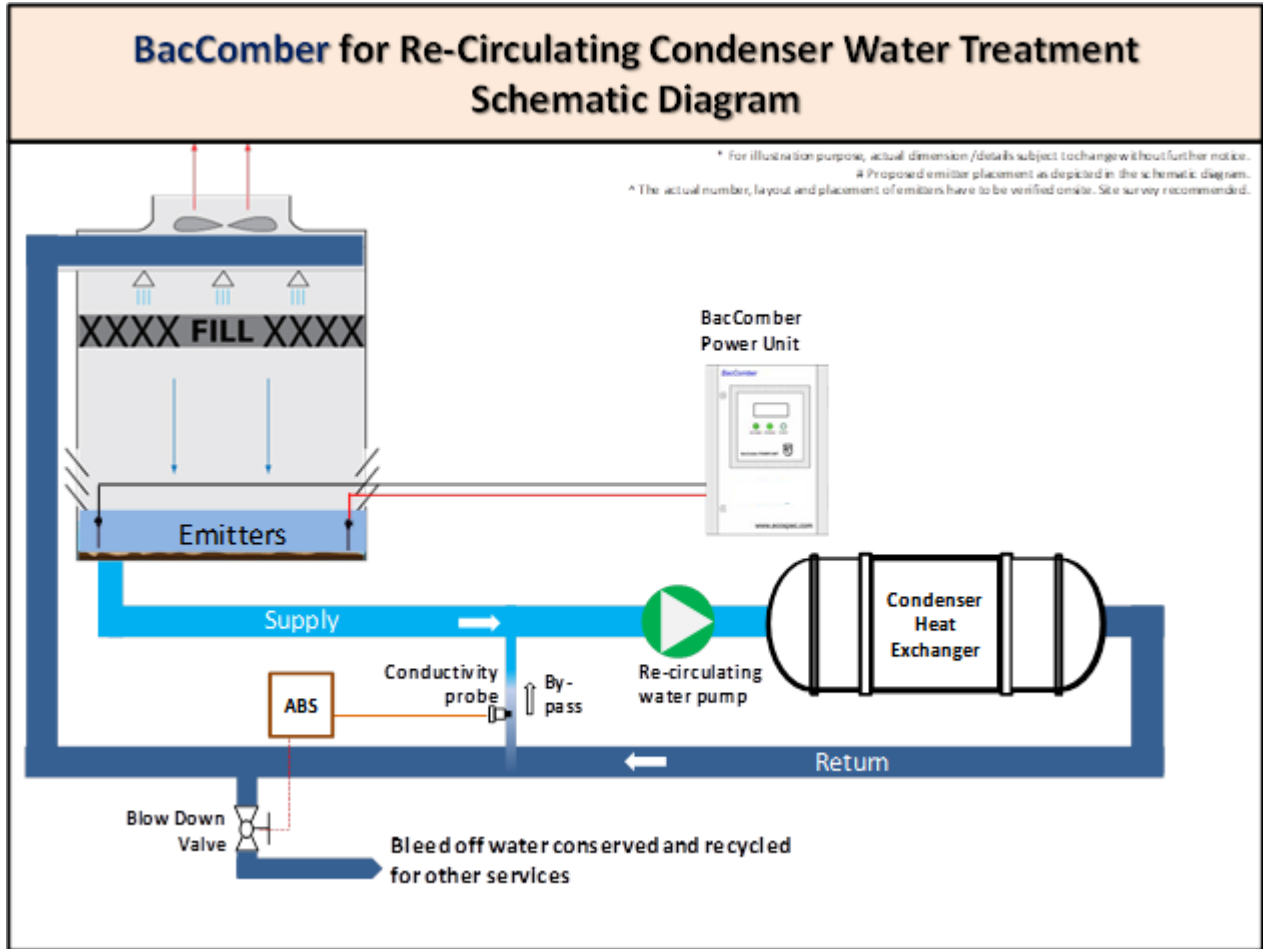 BacComber for Re-Circulating Condenser Water Treatment
Schematic Diagram
* For illustration purpose, actual dimension /details subject to change without further notice.
# Proposed emitter placement as depicted in the schematic diagram.
^ The actual number, layout and placement of emitters have to be verified onsite. Site survey recommended.
XXXX FILL XXXX
BacComber
Power Unit
BacComber
www.ecospec.com
Emitters
Supply
Condenser
Heat
Exchanger
Conductivity
probe
By-
pass
Re-circulating
water pump
ABS
Return
Blow Down
Valve
Bleed off water conserved and recycled
for other services